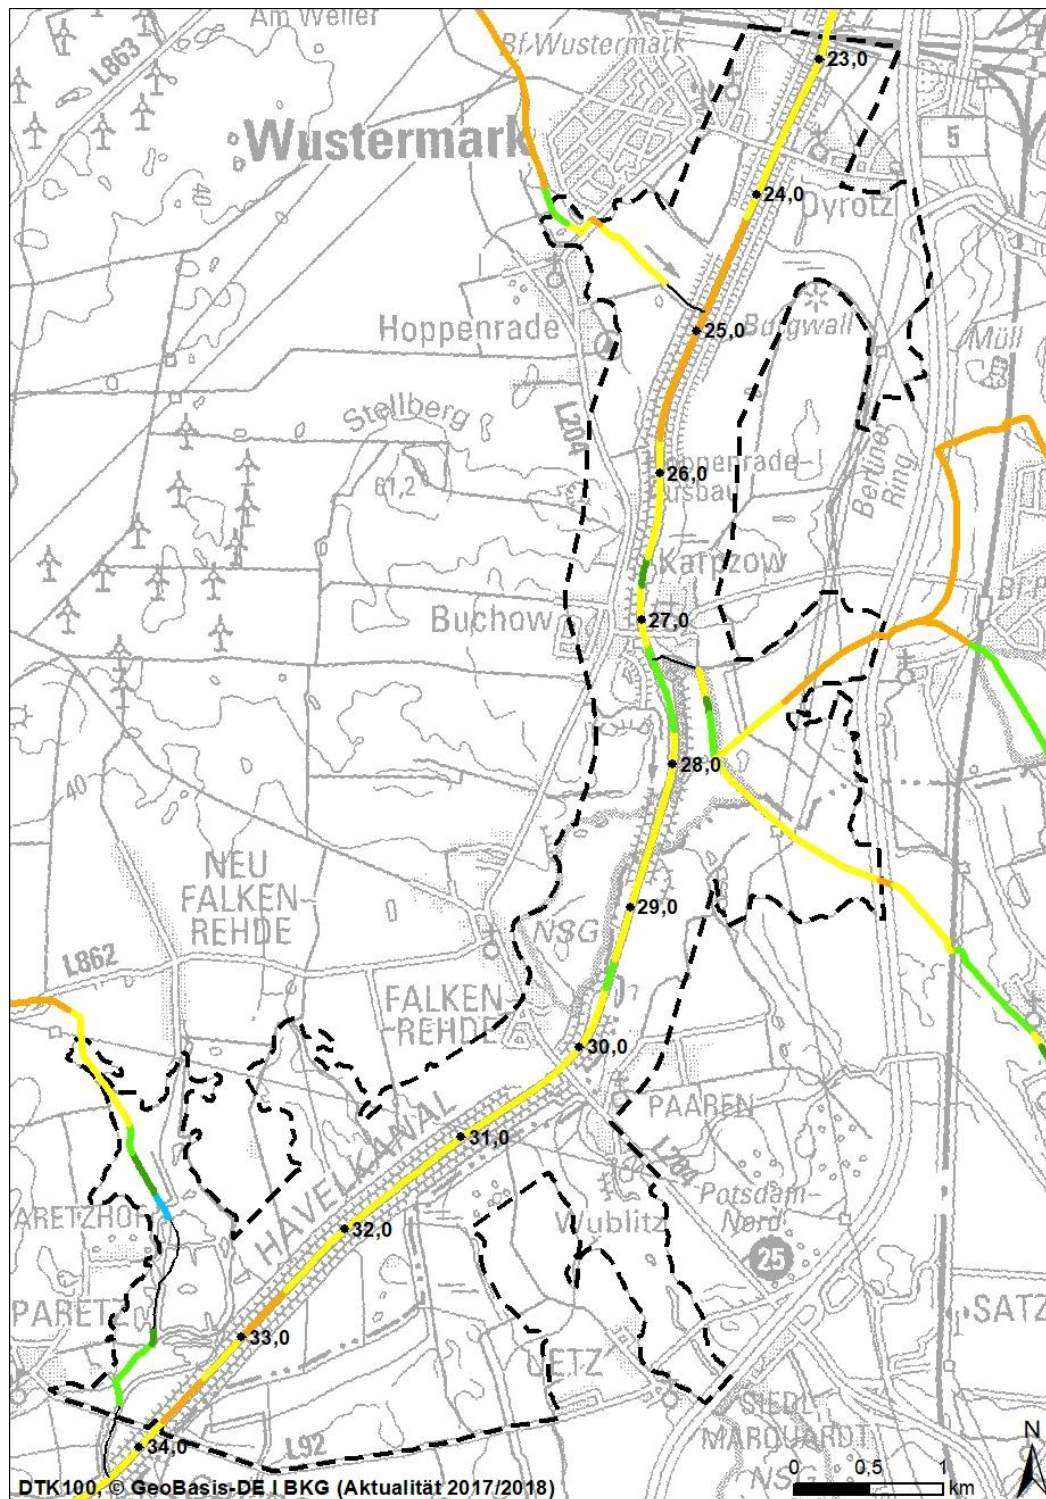 Am Weiler
L863
Bf Wustermark
23,0
Wustermark
5
40
24,0
Dyrotz
Hoppenrade
25,0
Burgwall
Müll
Stellberg
L204
61,2
26,0
Hoppenrade-
Ausbau
Berliner
Ring
Karpzow
Buchow
27,0
28,0
40
NEU
FALKEN-
REHDE
29,0
NSG
L862
FALKEN-
REHDE
30,0
PAAREN
31,0
HAVELKANAL
L204
Potsdam-
Nord
ARETZHOF
32,0
Wublitz
25
PARETZ
33,0
SATZ
UETZ
SIEDL.
MARQUARDT
34,0
L92
N
0 0,5 1
km
DTK100, © GeoBasis-DE I BKG (Aktualität 2017/2018)